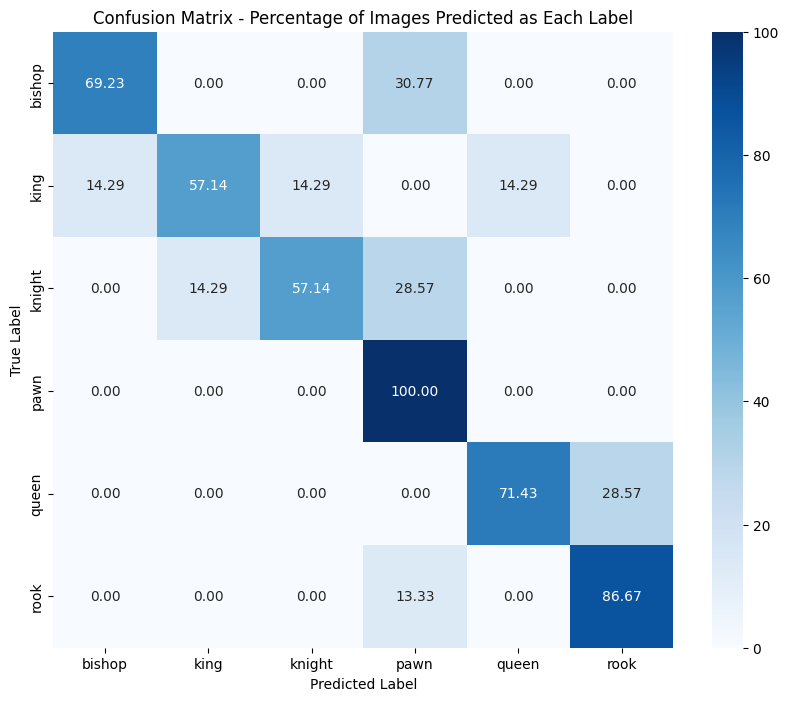 Confusion Matrix - Percentage of Images Predicted as Each Label
True Label
bishop 69.23 0.00 0.00 30.77 0.00 0.00
king 14.29 57.14 14.29 0.00 14.29 0.00
knight 0.00 14.29 57.14 28.57 0.00 0.00
pawn 0.00 0.00 0.00 100.00 0.00 0.00
queen 0.00 0.00 0.00 0.00 71.43 28.57
rook 0.00 0.00 0.00 13.33 0.00 86.67
bishop king knight pawn queen rook
Predicted Label
100
80
60
40
20
0